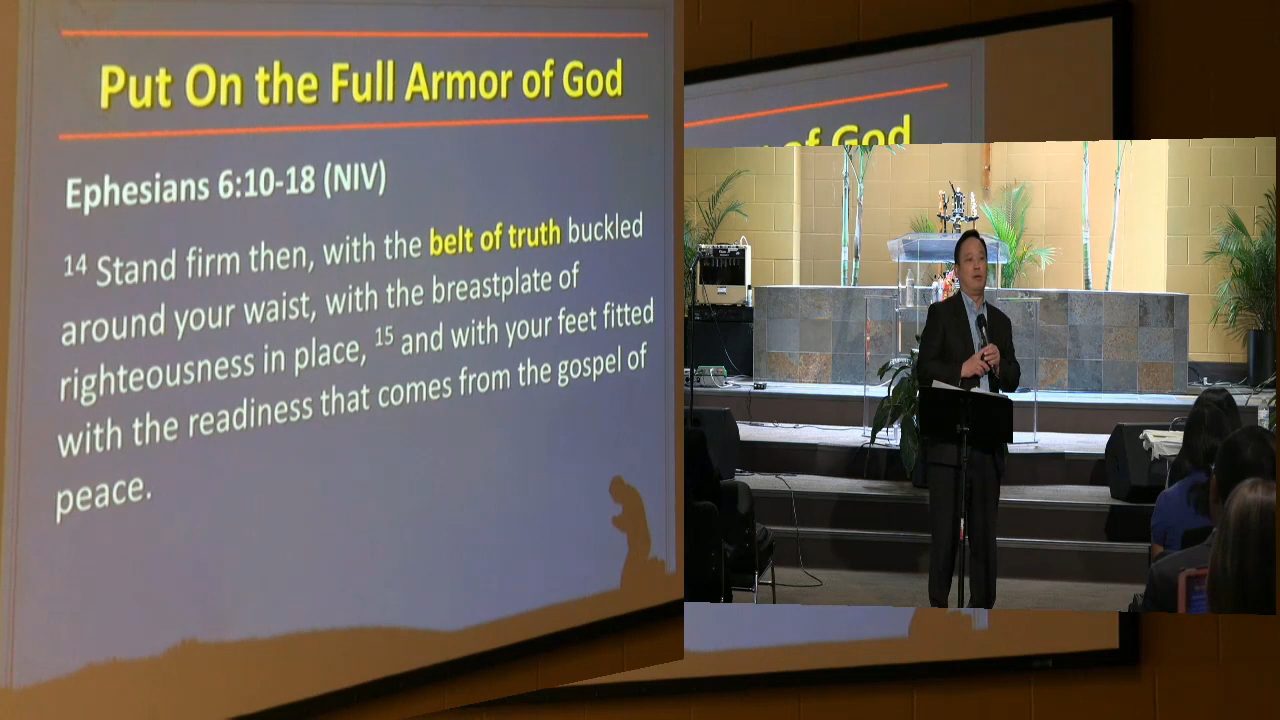 Put On the Full Armor of God
Ephesians 6:10-18 (NIV)
14 Stand firm then, with the belt of truth buckled
around your waist, with the breastplate of
righteousness in place, 15 and with your feet fitted
with the readiness that comes from the gospel of
peace.
of God